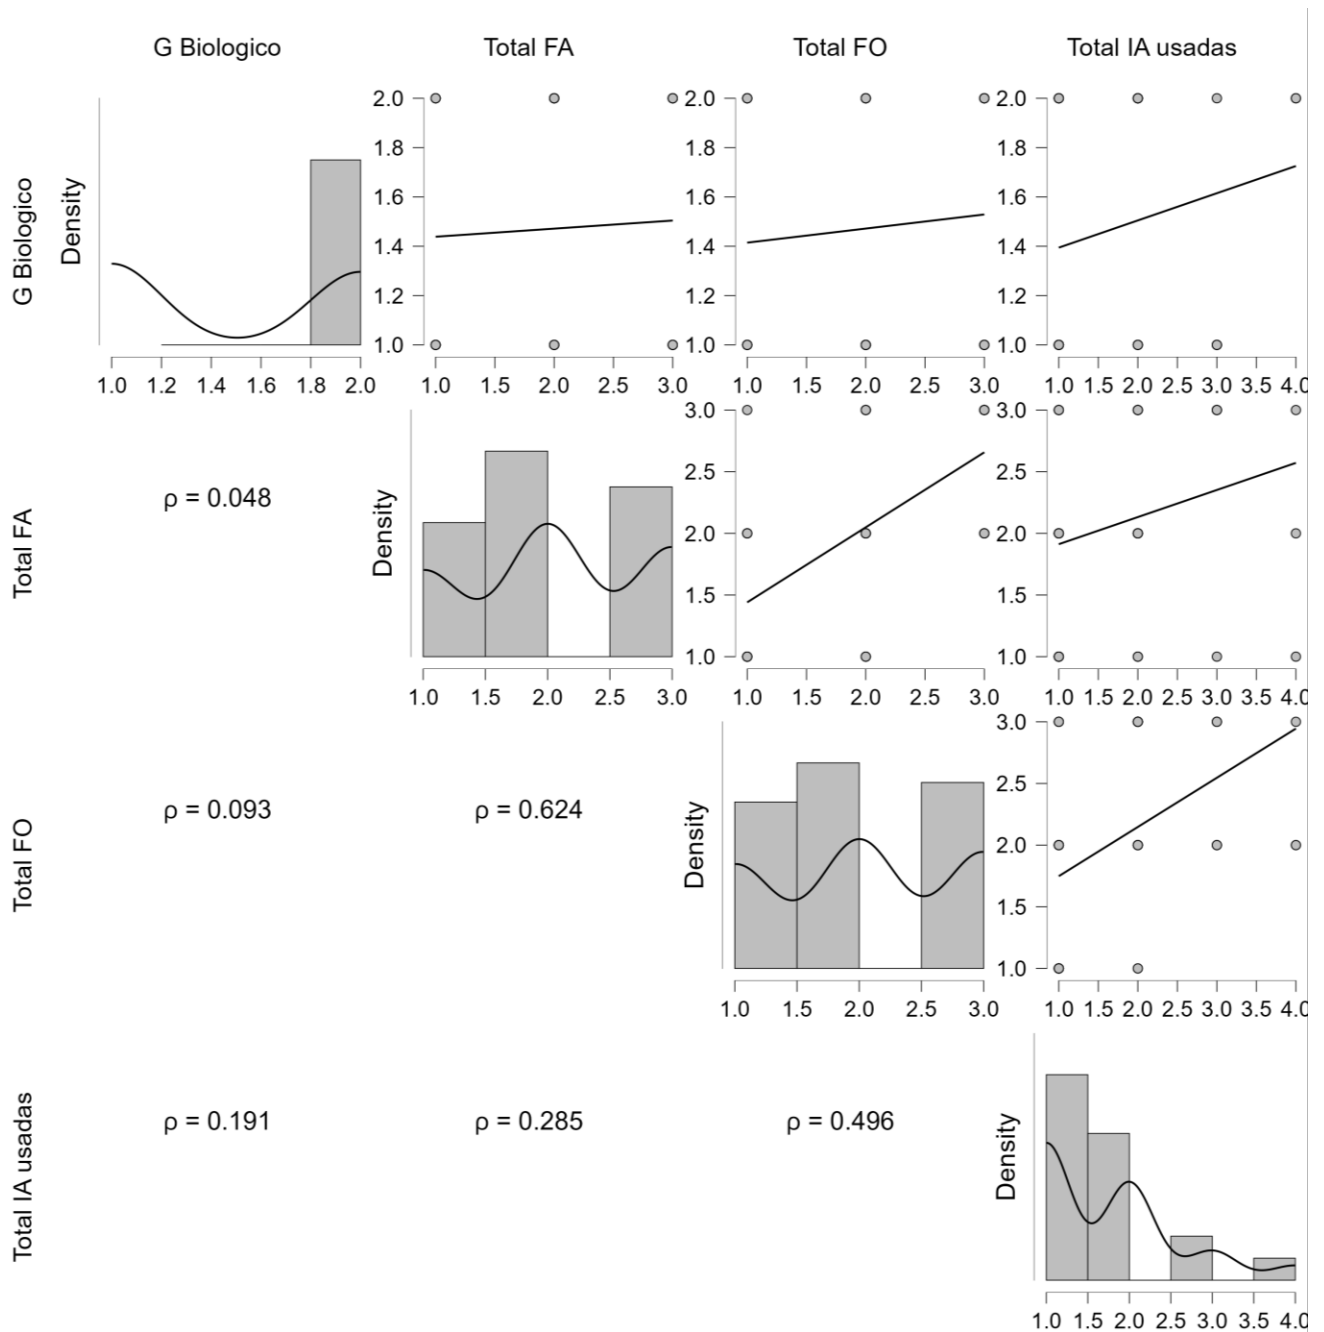 G Biologico Total FA Total FO Total IA usadas
G Biologico
Density
2.0 1.8 1.6 1.4 1.2 1.0
2.0 1.8 1.6 1.4 1.2 1.0
2.0 1.8 1.6 1.4 1.2 1.0
1.0 1.2 1.4 1.6 1.8 2.0
1.0 1.5 2.0 2.5 3.0
1.0 1.5 2.0 2.5 3.0
1.0 1.5 2.0 2.5 3.0 3.5 4.0
Total FA
ρ = 0.048
Density
3.0 2.5 2.0 1.5 1.0
3.0 2.5 2.0 1.5 1.0
1.0 1.5 2.0 2.5 3.0
1.0 1.5 2.0 2.5 3.0
1.0 1.5 2.0 2.5 3.0 3.5 4.0
Total FO
ρ = 0.093
ρ = 0.624
Density
3.0 2.5 2.0 1.5 1.0
1.0 1.5 2.0 2.5 3.0
1.0 1.5 2.0 2.5 3.0 3.5 4.0
Total IA usadas
ρ = 0.191
ρ = 0.285
ρ = 0.496
Density
1.0 1.5 2.0 2.5 3.0 3.5 4.0